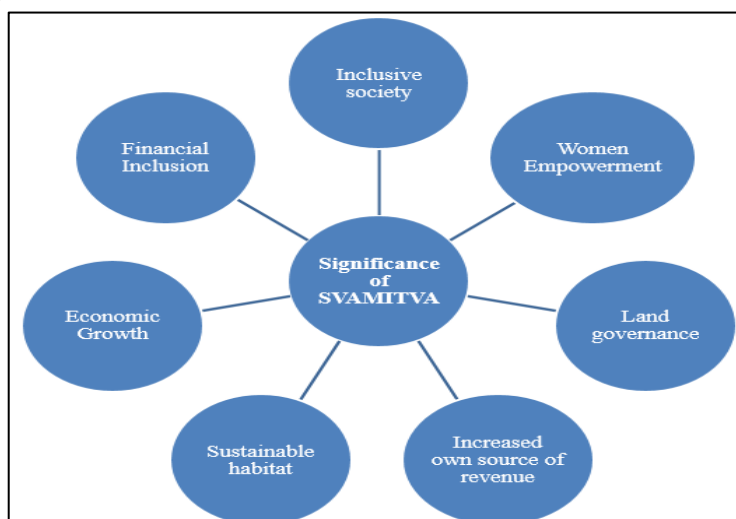 Inclusive
society
Women
Empowerment
Land
governance
Increased
own source of
revenue
Sustainable
habitat
Economic
Growth
Financial
Inclusion
Significance
of
SVAMITVA